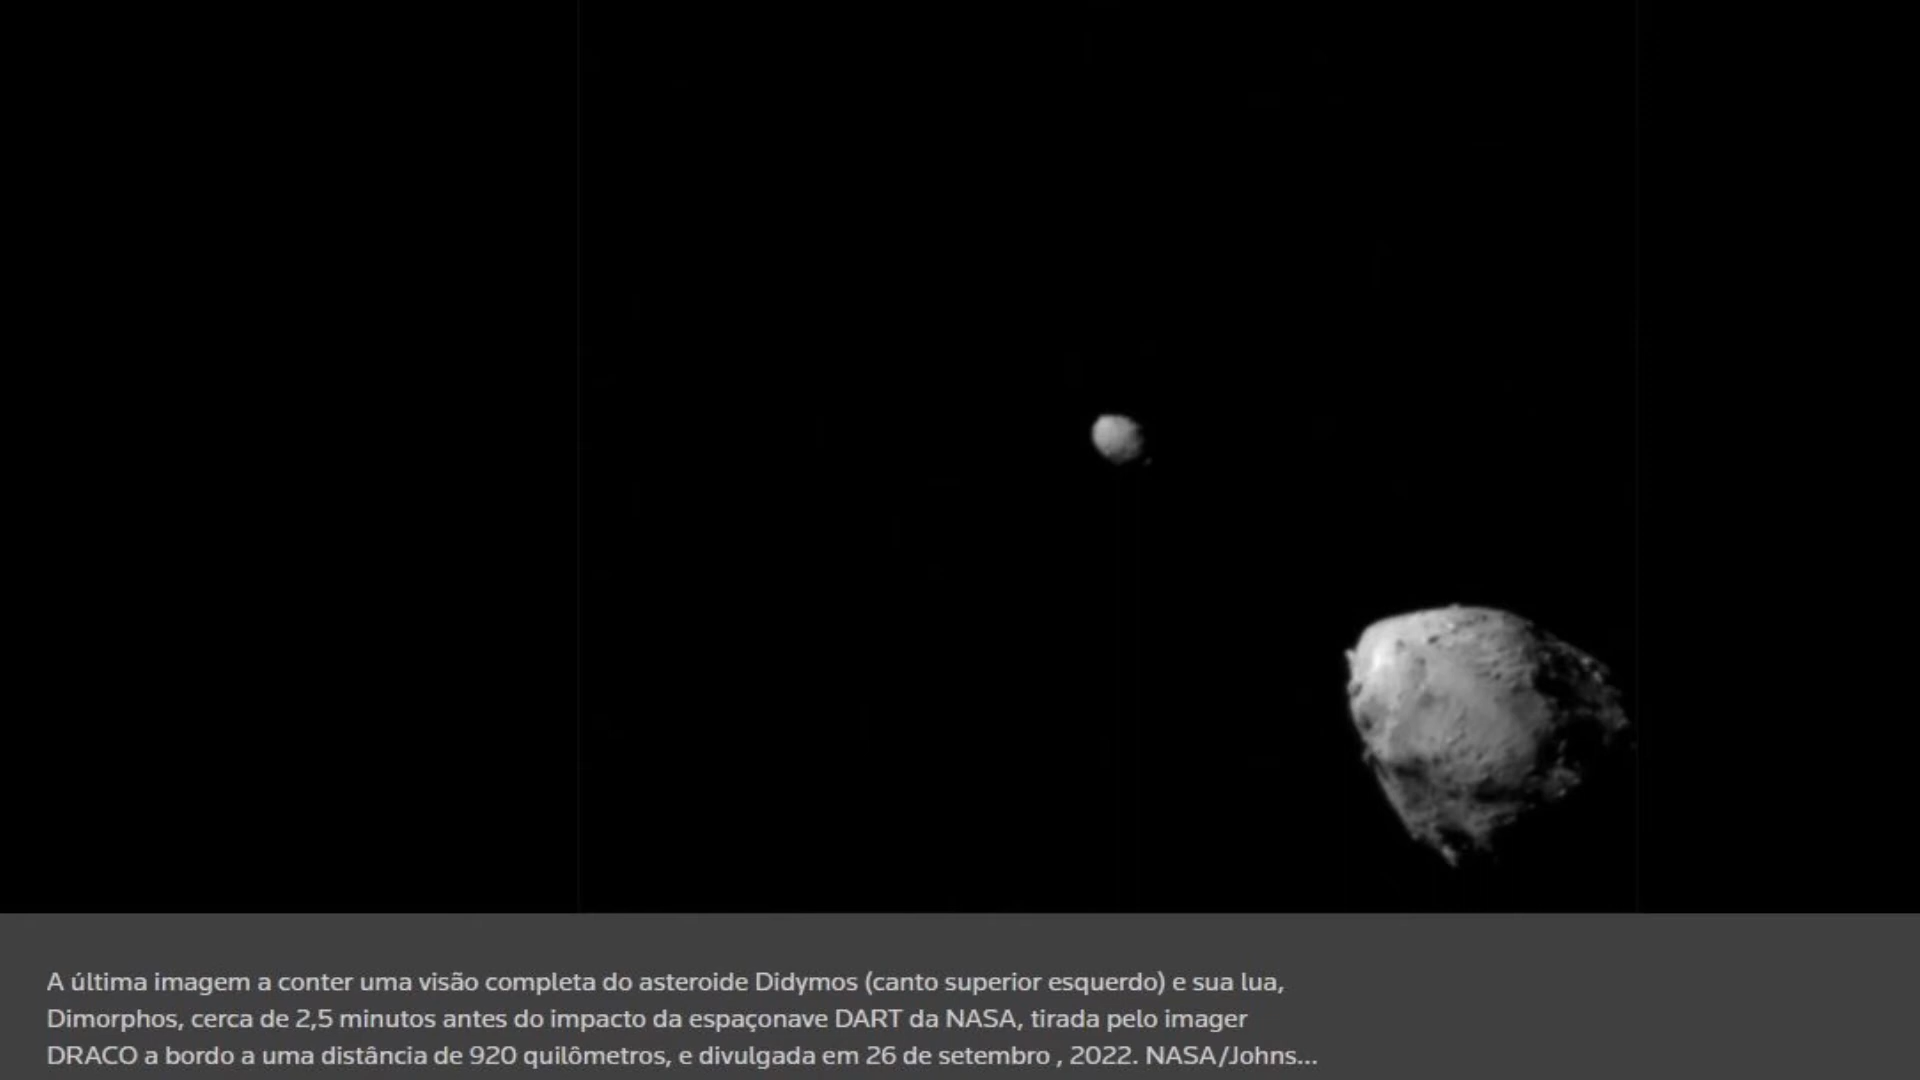 A última imagem a conter uma visão completa do asteroide Didymos (canto superior esquerdo) e sua lua,
Dimorphos, cerca de 2,5 minutos antes do impacto da espaçonave DART da NASA, tirada pelo imager
DRACO a bordo a uma distância de 920 quilômetros, e divulgada em 26 de setembro , 2022. NASA/Johns...